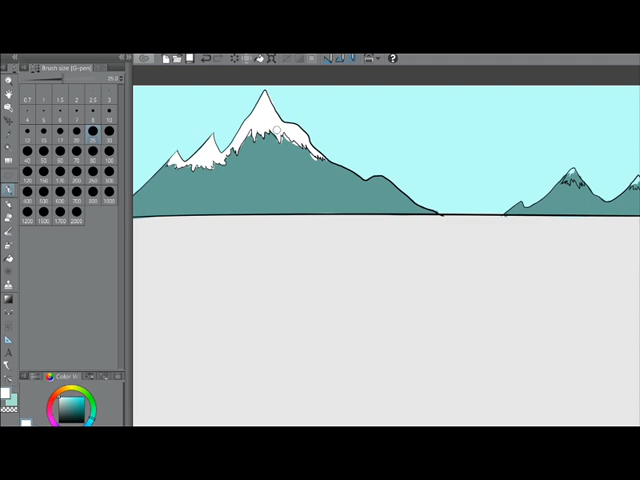 Brush size [G-pen]
25.0
0.7 1 1.5 2 2.5 3
4 5 6 7 8 10
12 15 17 20 25 30
40 50 60 70 80 100
120 150 170 200 250 300
400 500 600 700 800 1000
1200 1500 1700 2000
Color W